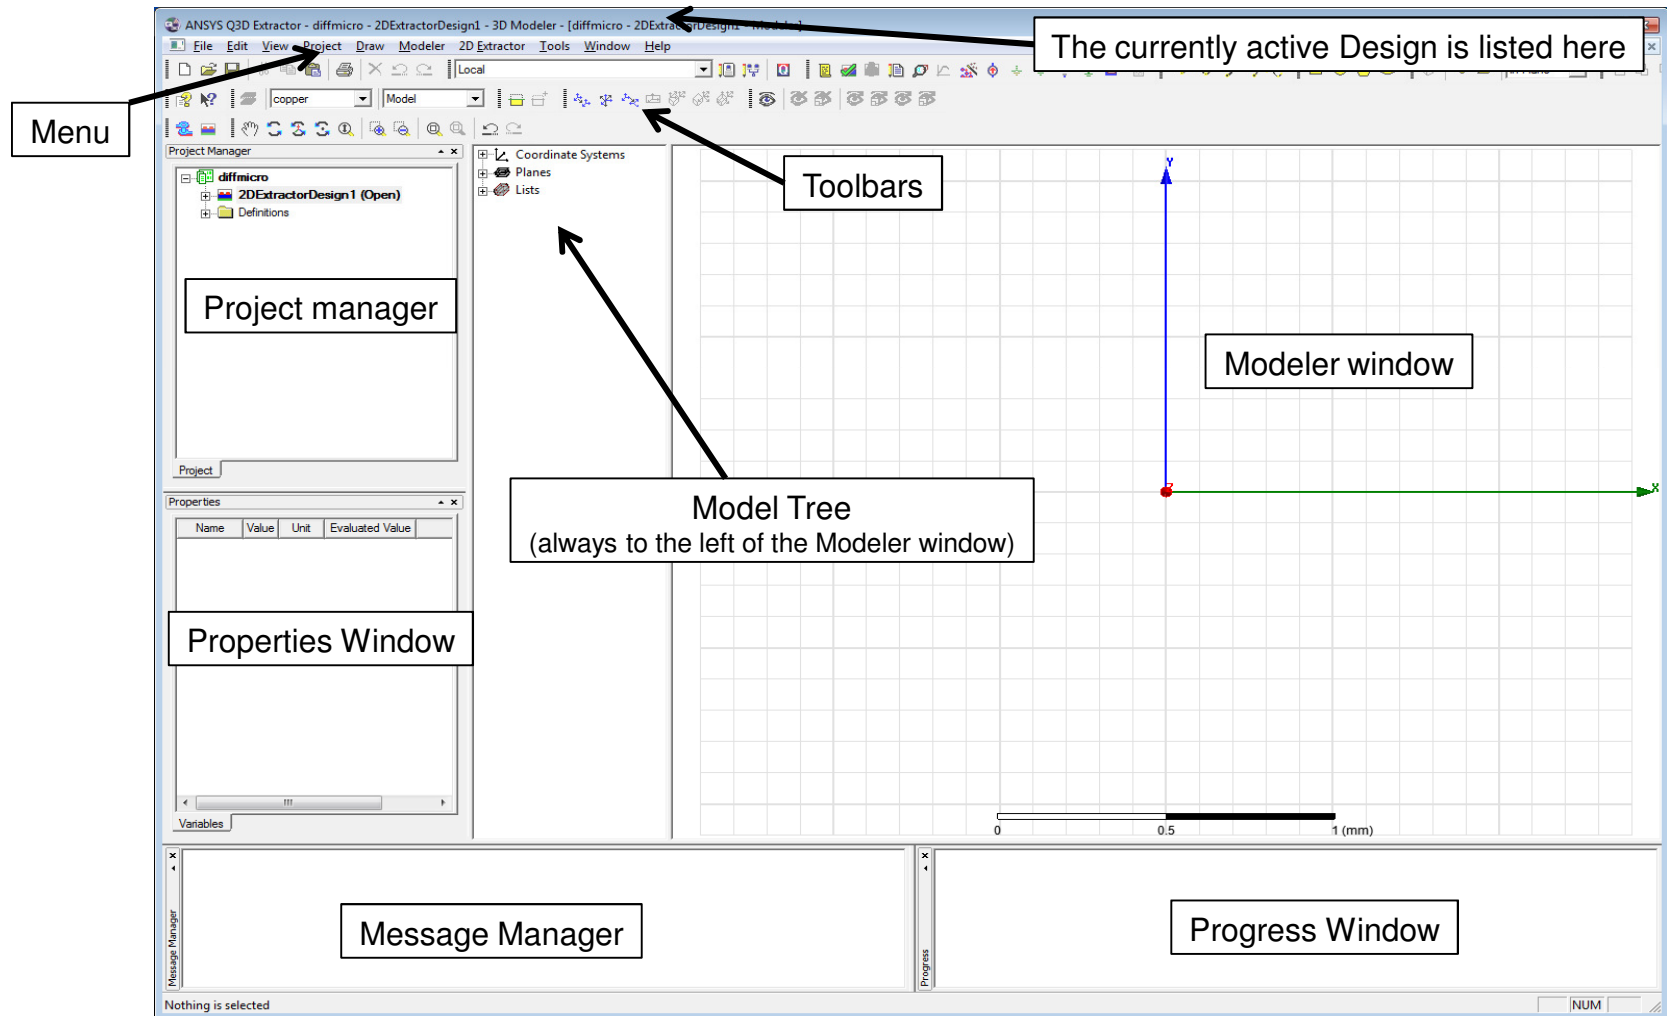 ANSYS Q3D Extractor - diffmicro - 2DExtractorDesign1 - 3D Modeler - [diffmicro - 2DExtractorDesign1 - Modeler]
The currently active Design is listed here
File Edit View Project Draw Modeler 2D Extractor Tools Window Help
Local
copper
Model
Menu
Toolbars
Project Manager
diffmicro
2DExtractorDesign1 (Open)
Definitions
Project manager
Project
Coordinate Systems
Planes
Lists
Y
Modeler window
Z
X
Model Tree
(always to the left of the Modeler window)
Properties
Name Value Unit Evaluated Value
Properties Window
Variables
0 0.5 1 (mm)
Message Manager
Message Manager
Progress
Progress Window
Nothing is selected
NUM